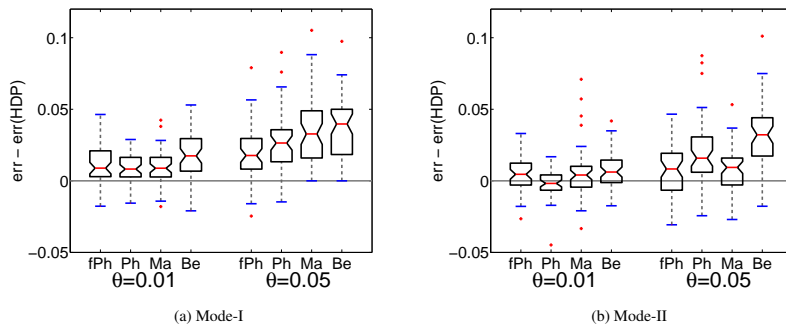 0.1
0.05
0
−0.05
err − err(HDP)
fPh Ph Ma Be fPh Ph Ma Be
θ=0.01 θ=0.05
(a) Mode-I
0.1
0.05
0
−0.05
err − err(HDP)
fPh Ph Ma Be fPh Ph Ma Be
θ=0.01 θ=0.05
(b) Mode-II